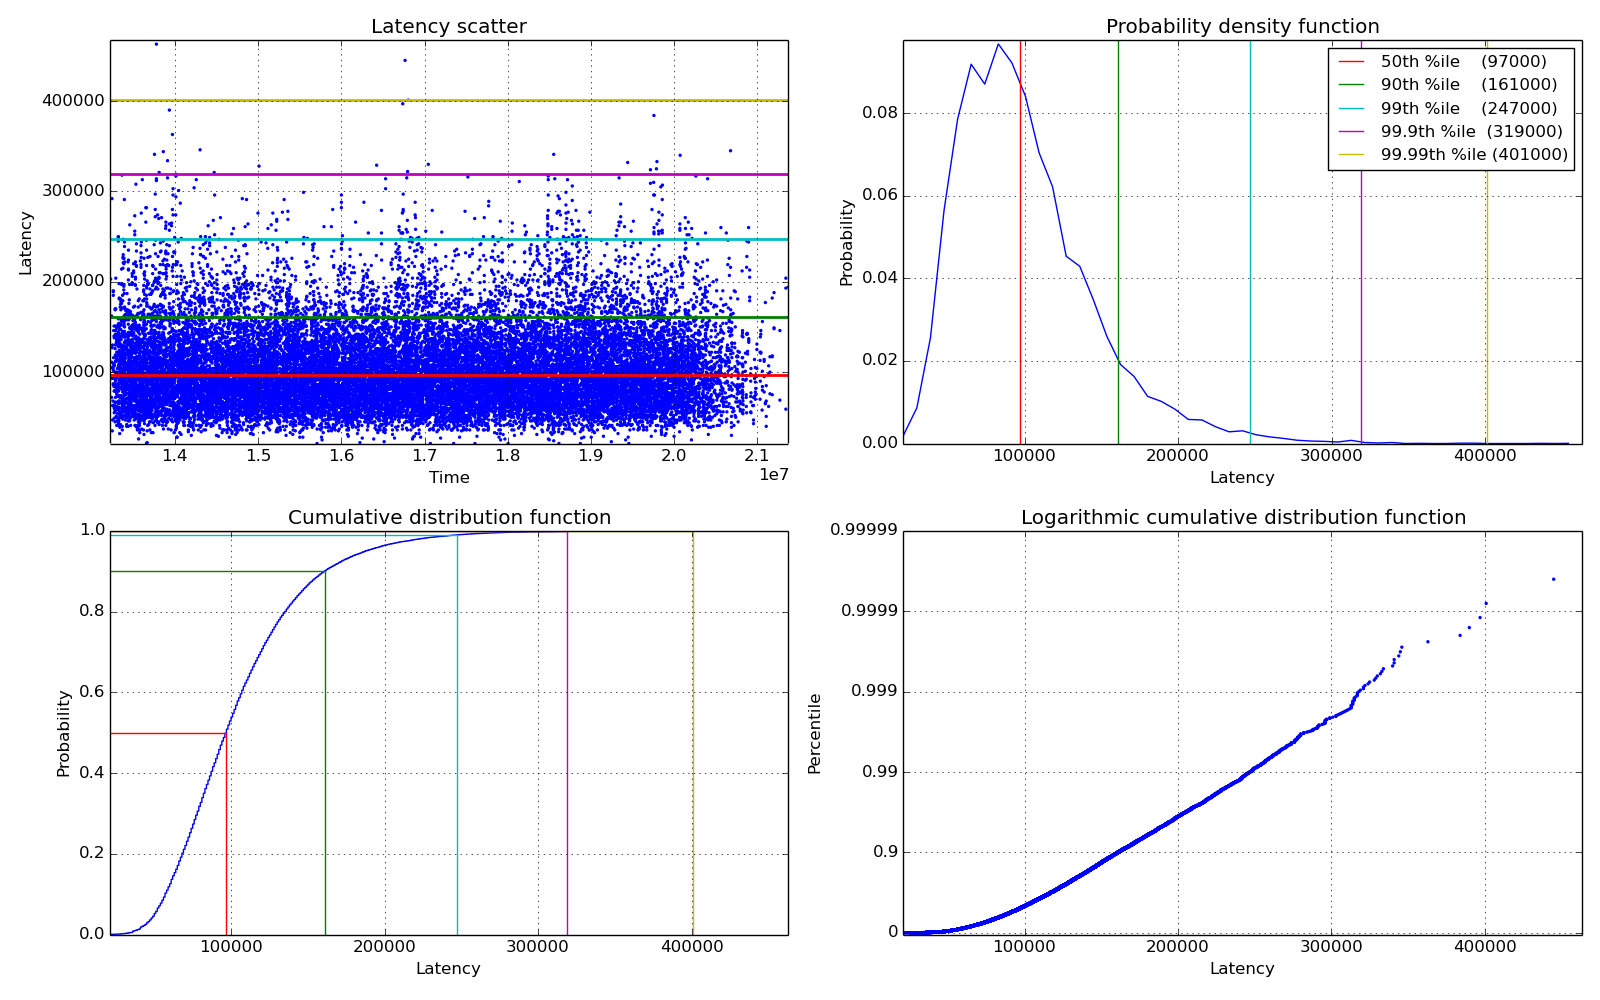 Latency scatter
400000
300000
200000
100000
Latency
1.4 1.5 1.6 1.7 1.8 1.9 2.0 2.1
1e7
Time
Probability density function
50th %ile (97000)
90th %ile (161000)
99th %ile (247000)
99.9th %ile (319000)
99.99th %ile (401000)
0.08
0.06
0.04
0.02
0.00
Probability
100000 200000 300000 400000
Latency
Cumulative distribution function
1.0
0.8
0.6
0.4
0.2
0.0
Probability
100000 200000 300000 400000
Latency
Logarithmic cumulative distribution function
0.99999
0.9999
0.999
0.99
0.9
0
Percentile
100000 200000 300000 400000
Latency